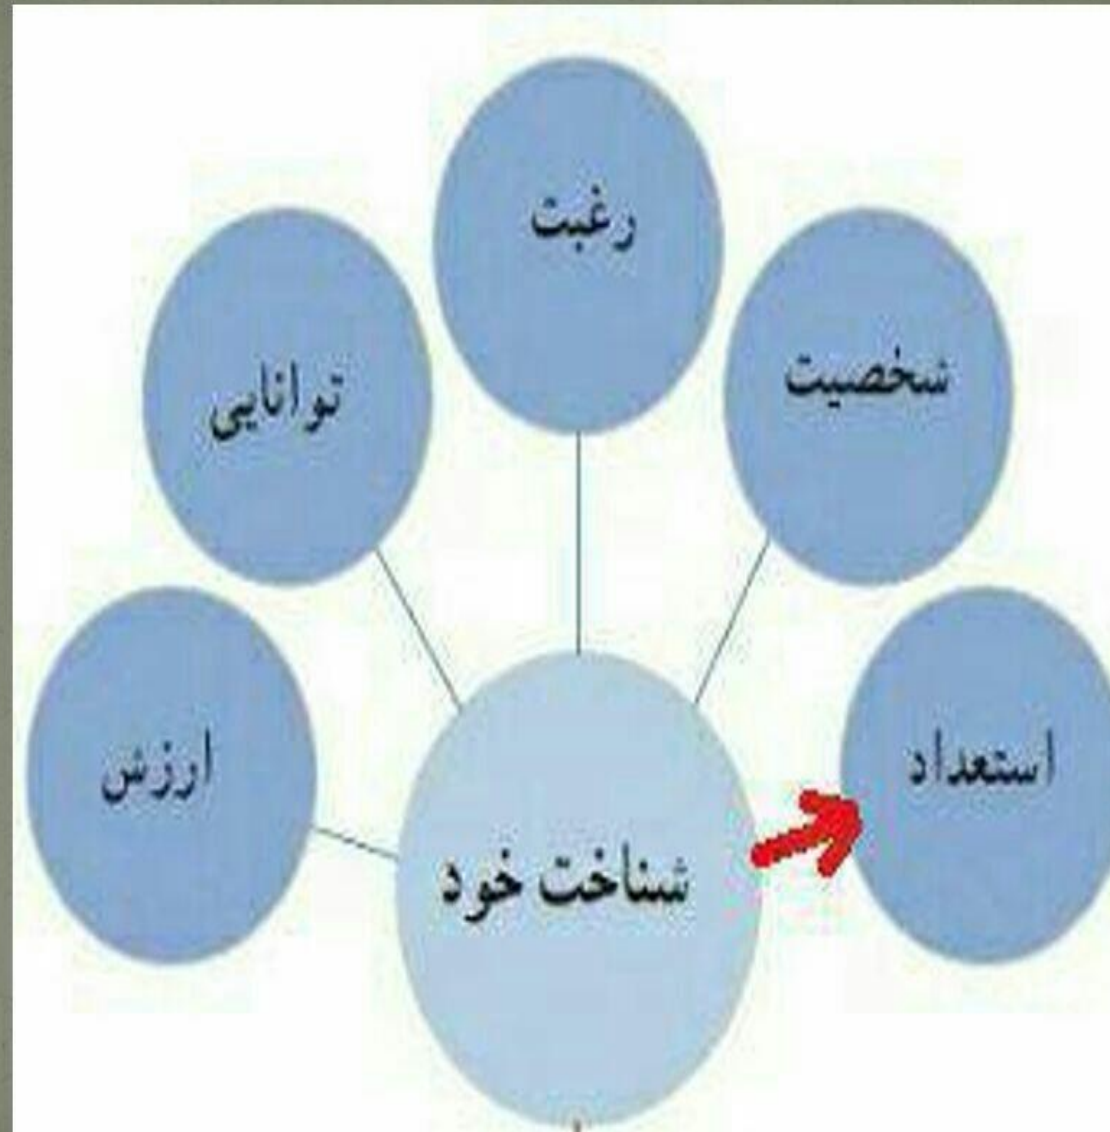 رغبت
شخصیت
توانایی
استعداد
ارزش
شناخت خود